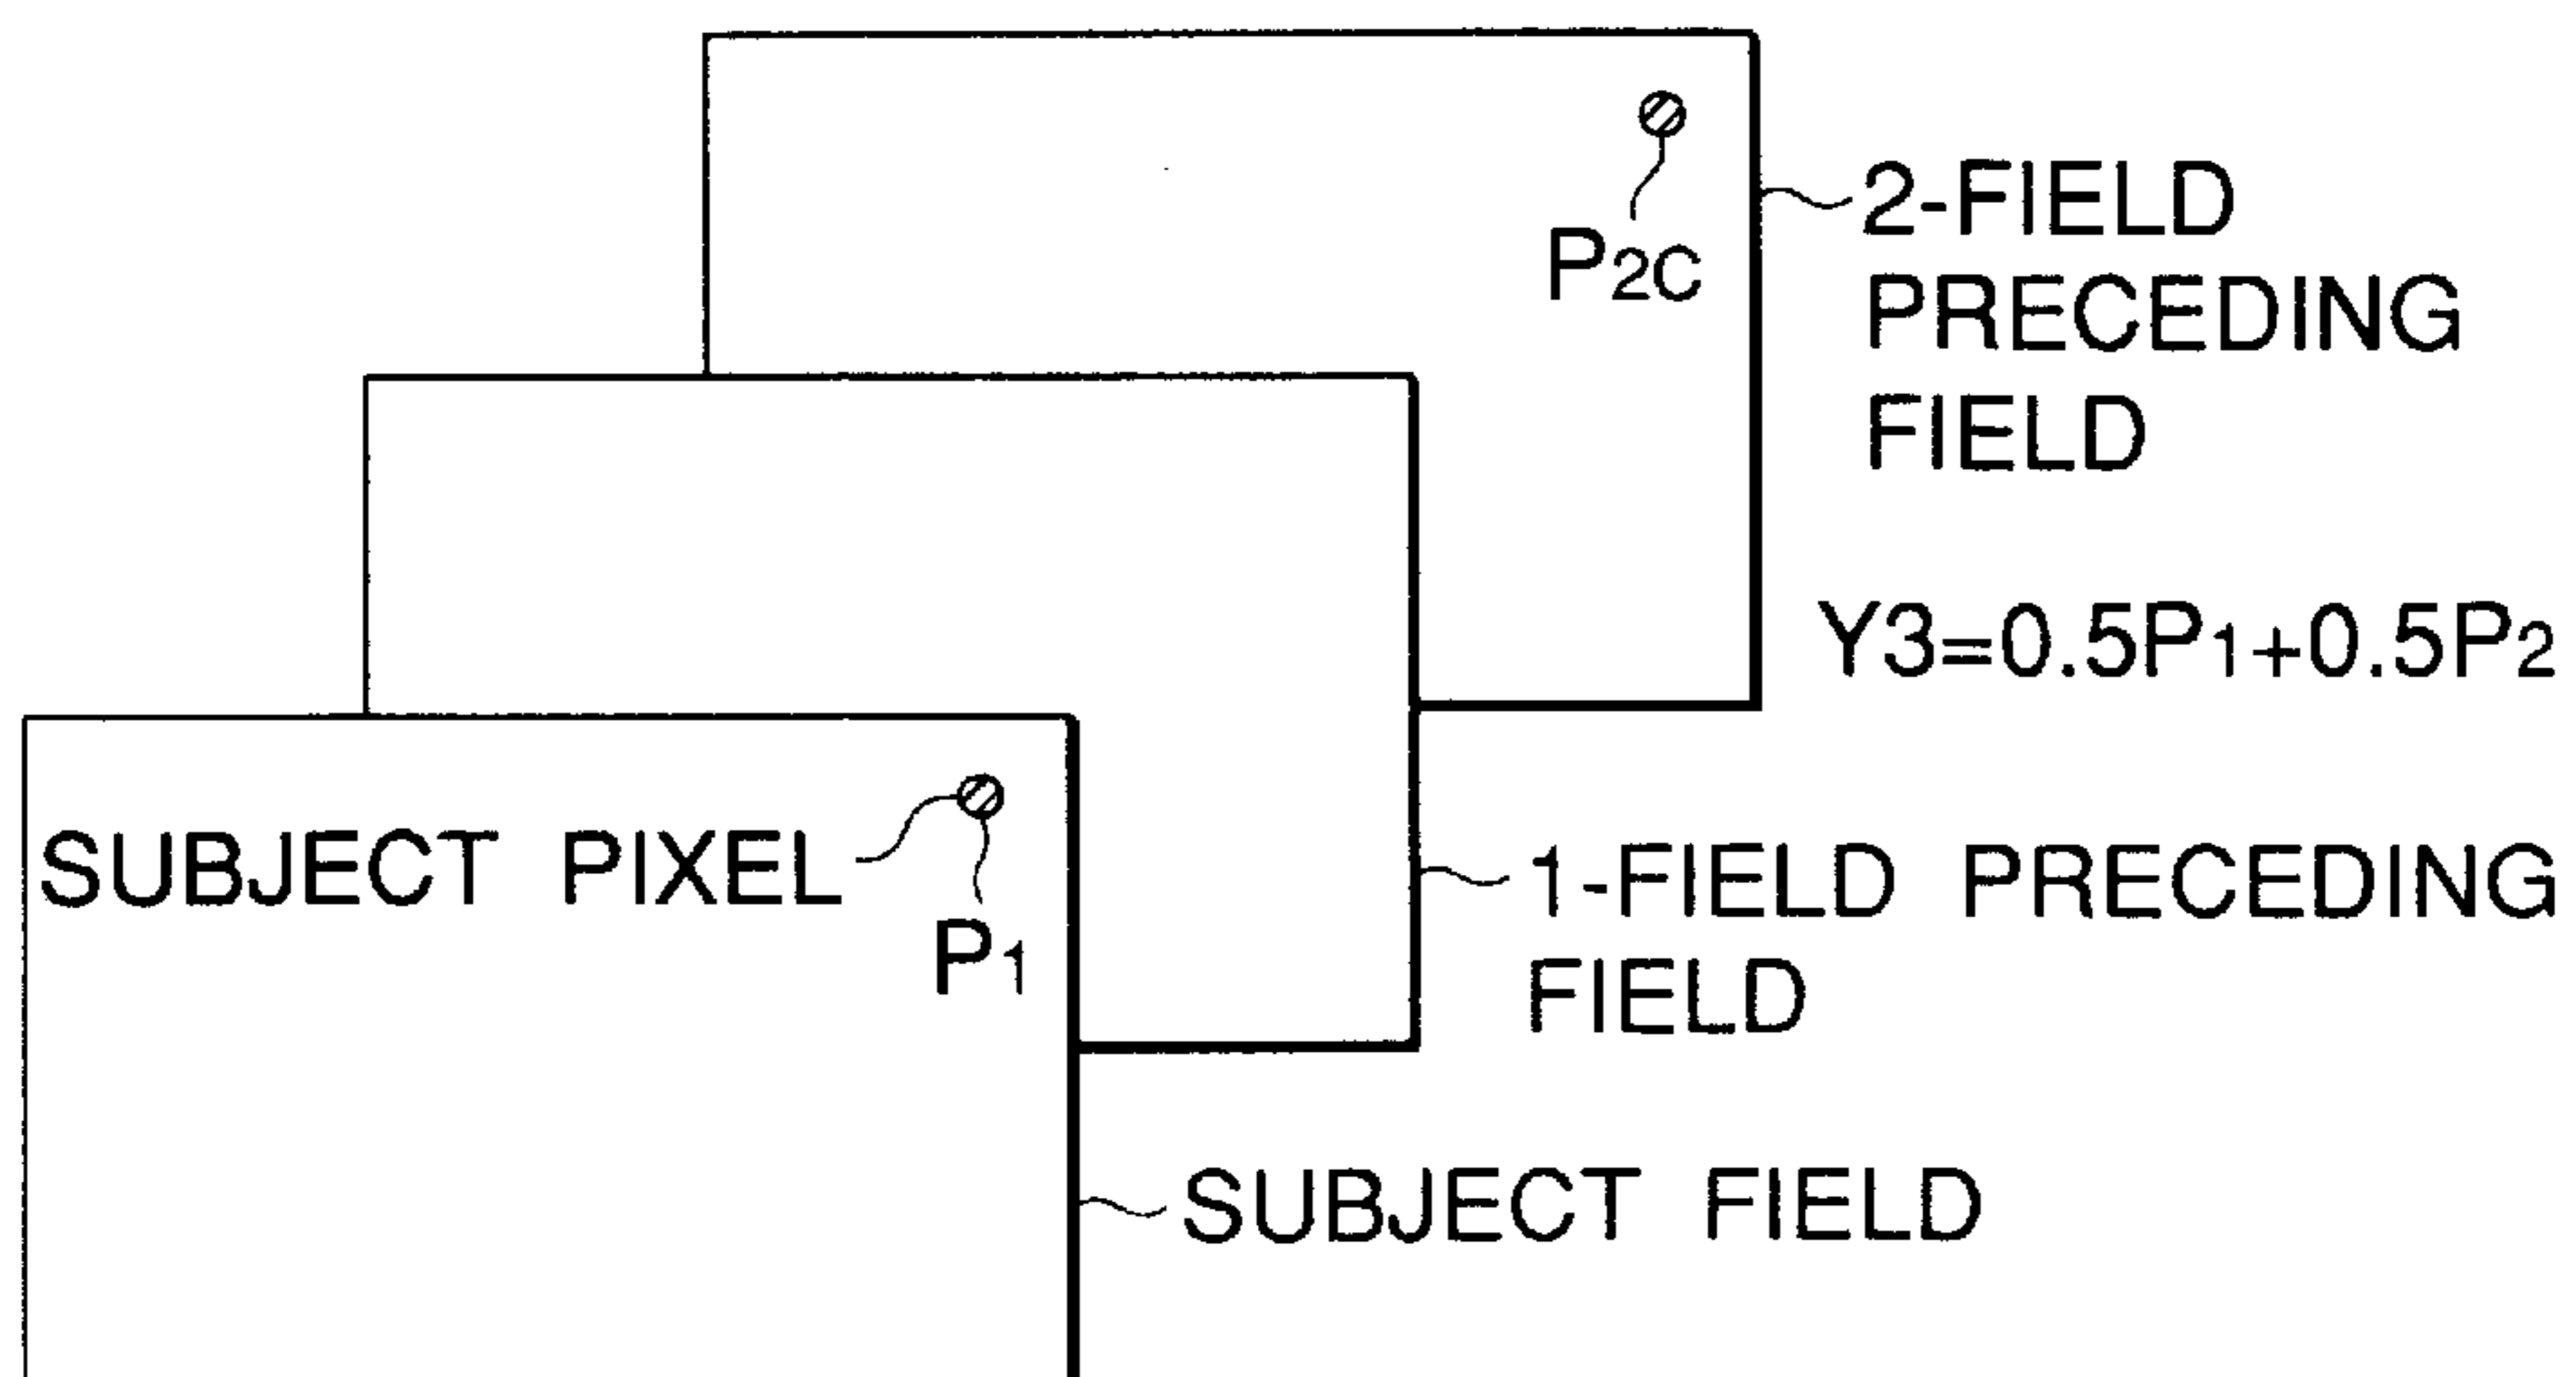 P2C
2-FIELD
PRECEDING
FIELD
Y3=0.5P1+0.5P2
SUBJECT PIXEL
P1
1-FIELD PRECEDING
FIELD
SUBJECT FIELD